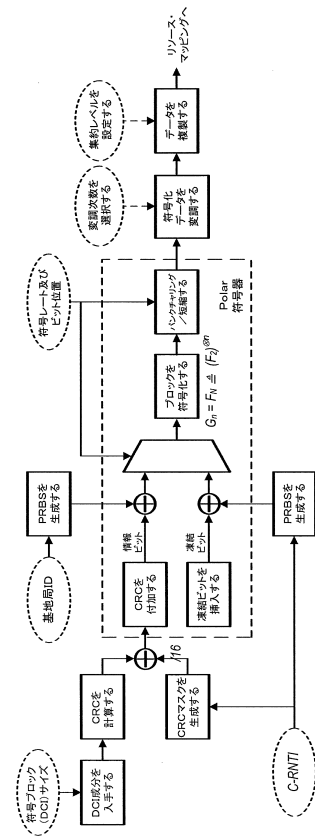 符号ブロック
(DCI)サイズ
DCI成分を
入手する
CRCを
計算する
CRCマスクを
生成する
16
C-RNTI
基地局ID
PRBSを
生成する
CRCを
付加する
情報
ビット
凍結ビットを
挿入する
凍結
ビット
PRBSを
生成する
符号レート及び
ビット位置
ブロックを
符号化する
Gn = FN ≜ (F2)⊗n
パンクチャリング
/短縮する
Polar
符号器
変調次数を
選択する
符号化
データを
変調する
集約レベルを
設定する
データを
複製する
リソース・
マッピングへ